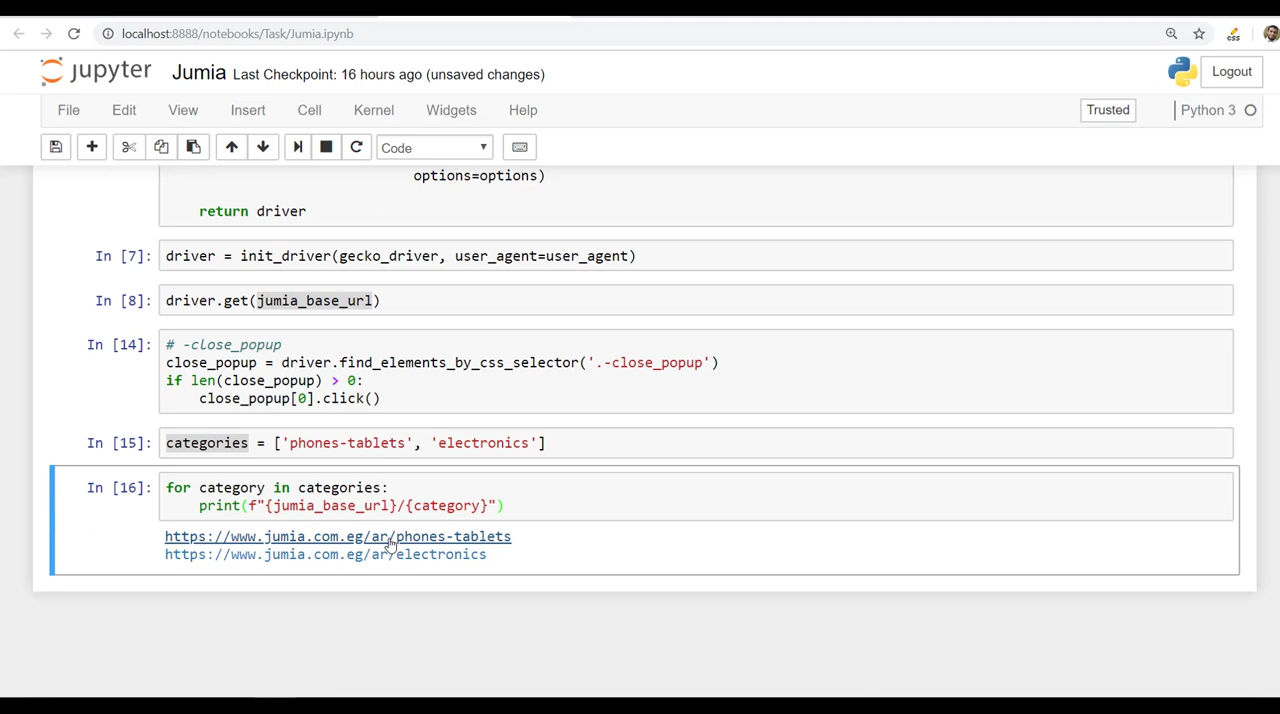 localhost:8888/notebooks/Task/Jumia.ipynb
css
jupyter Jumia Last Checkpoint: 16 hours ago (unsaved changes) Logout
File Edit View Insert Cell Kernel Widgets Help Trusted Python 3
Code
options=options)
return driver
In [7]: driver = init_driver(gecko_driver, user_agent=user_agent)
In [8]: driver.get(jumia_base_url)
In [14]: # -close_popup
close_popup = driver.find_elements_by_css_selector('.-close_popup')
if len(close_popup) > 0:
close_popup[0].click()
In [15]: categories = ['phones-tablets', 'electronics']
In [16]: for category in categories:
print(f"{jumia_base_url}/{category}")
https://www.jumia.com.eg/ar/phones-tablets
https://www.jumia.com.eg/ar/electronics